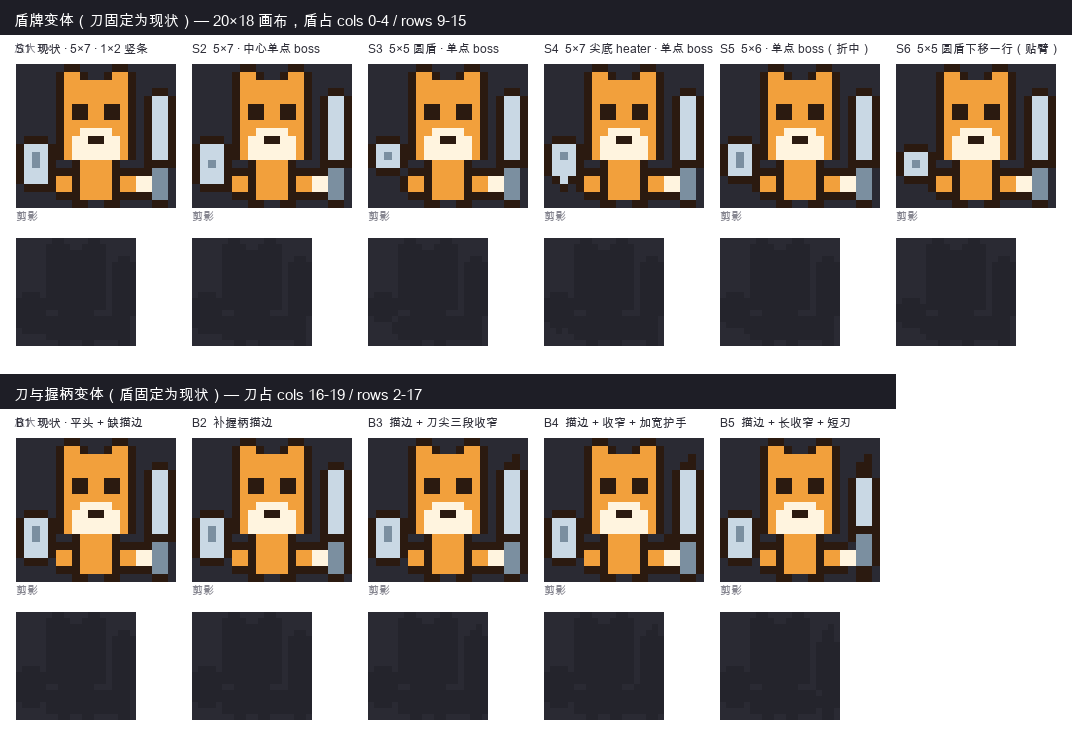 盾牌变体 ( 刀固定为现状 ) — 20×18 画布，盾占 cols 0-4 / rows 9-15
S1 现状 · 5×7 · 1×2 竖条
S2 5×7 · 中心单点 boss
S3 5×5 圆盾 · 单点 boss
S4 5×7 尖底 heater · 单点 boss
S5 5×6 · 单点 boss ( 折中 )
S6 5×5 圆盾下移一行 ( 贴臂 )
剪影
剪影
剪影
剪影
剪影
剪影
刀与握柄变体 ( 盾固定为现状 ) — 刀占 cols 16-19 / rows 2-17
B1 现状 · 平头 + 缺描边
B2 补握柄描边
B3 描边 + 刀尖三段收窄
B4 描边 + 收窄 + 加宽护手
B5 描边 + 长收窄 + 短刃
剪影
剪影
剪影
剪影
剪影